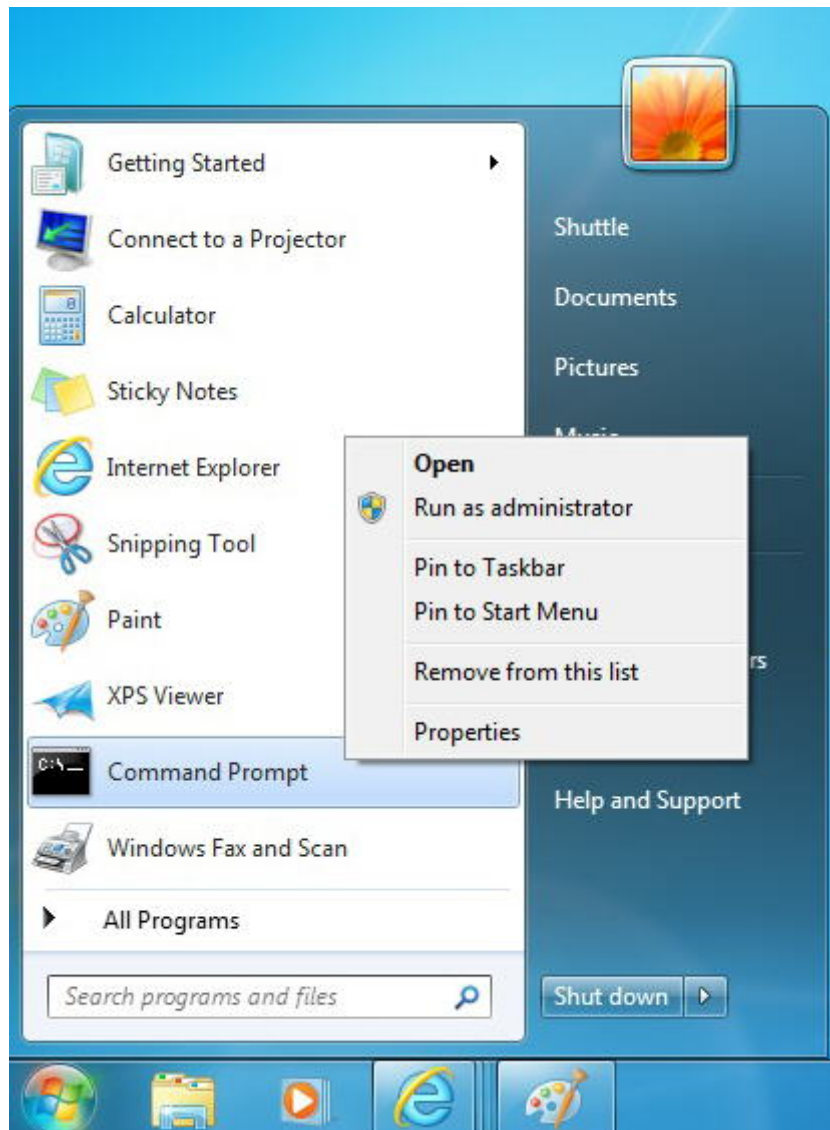 Getting Started
Connect to a Projector
Calculator
Sticky Notes
Internet Explorer
Snipping Tool
Paint
XPS Viewer
Command Prompt
Windows Fax and Scan
All Programs
Search programs and files
Shuttle
Documents
Pictures
Music
Open
Run as administrator
Pin to Taskbar
Pin to Start Menu
Remove from this list
Properties
Help and Support
Shut down
C:\_